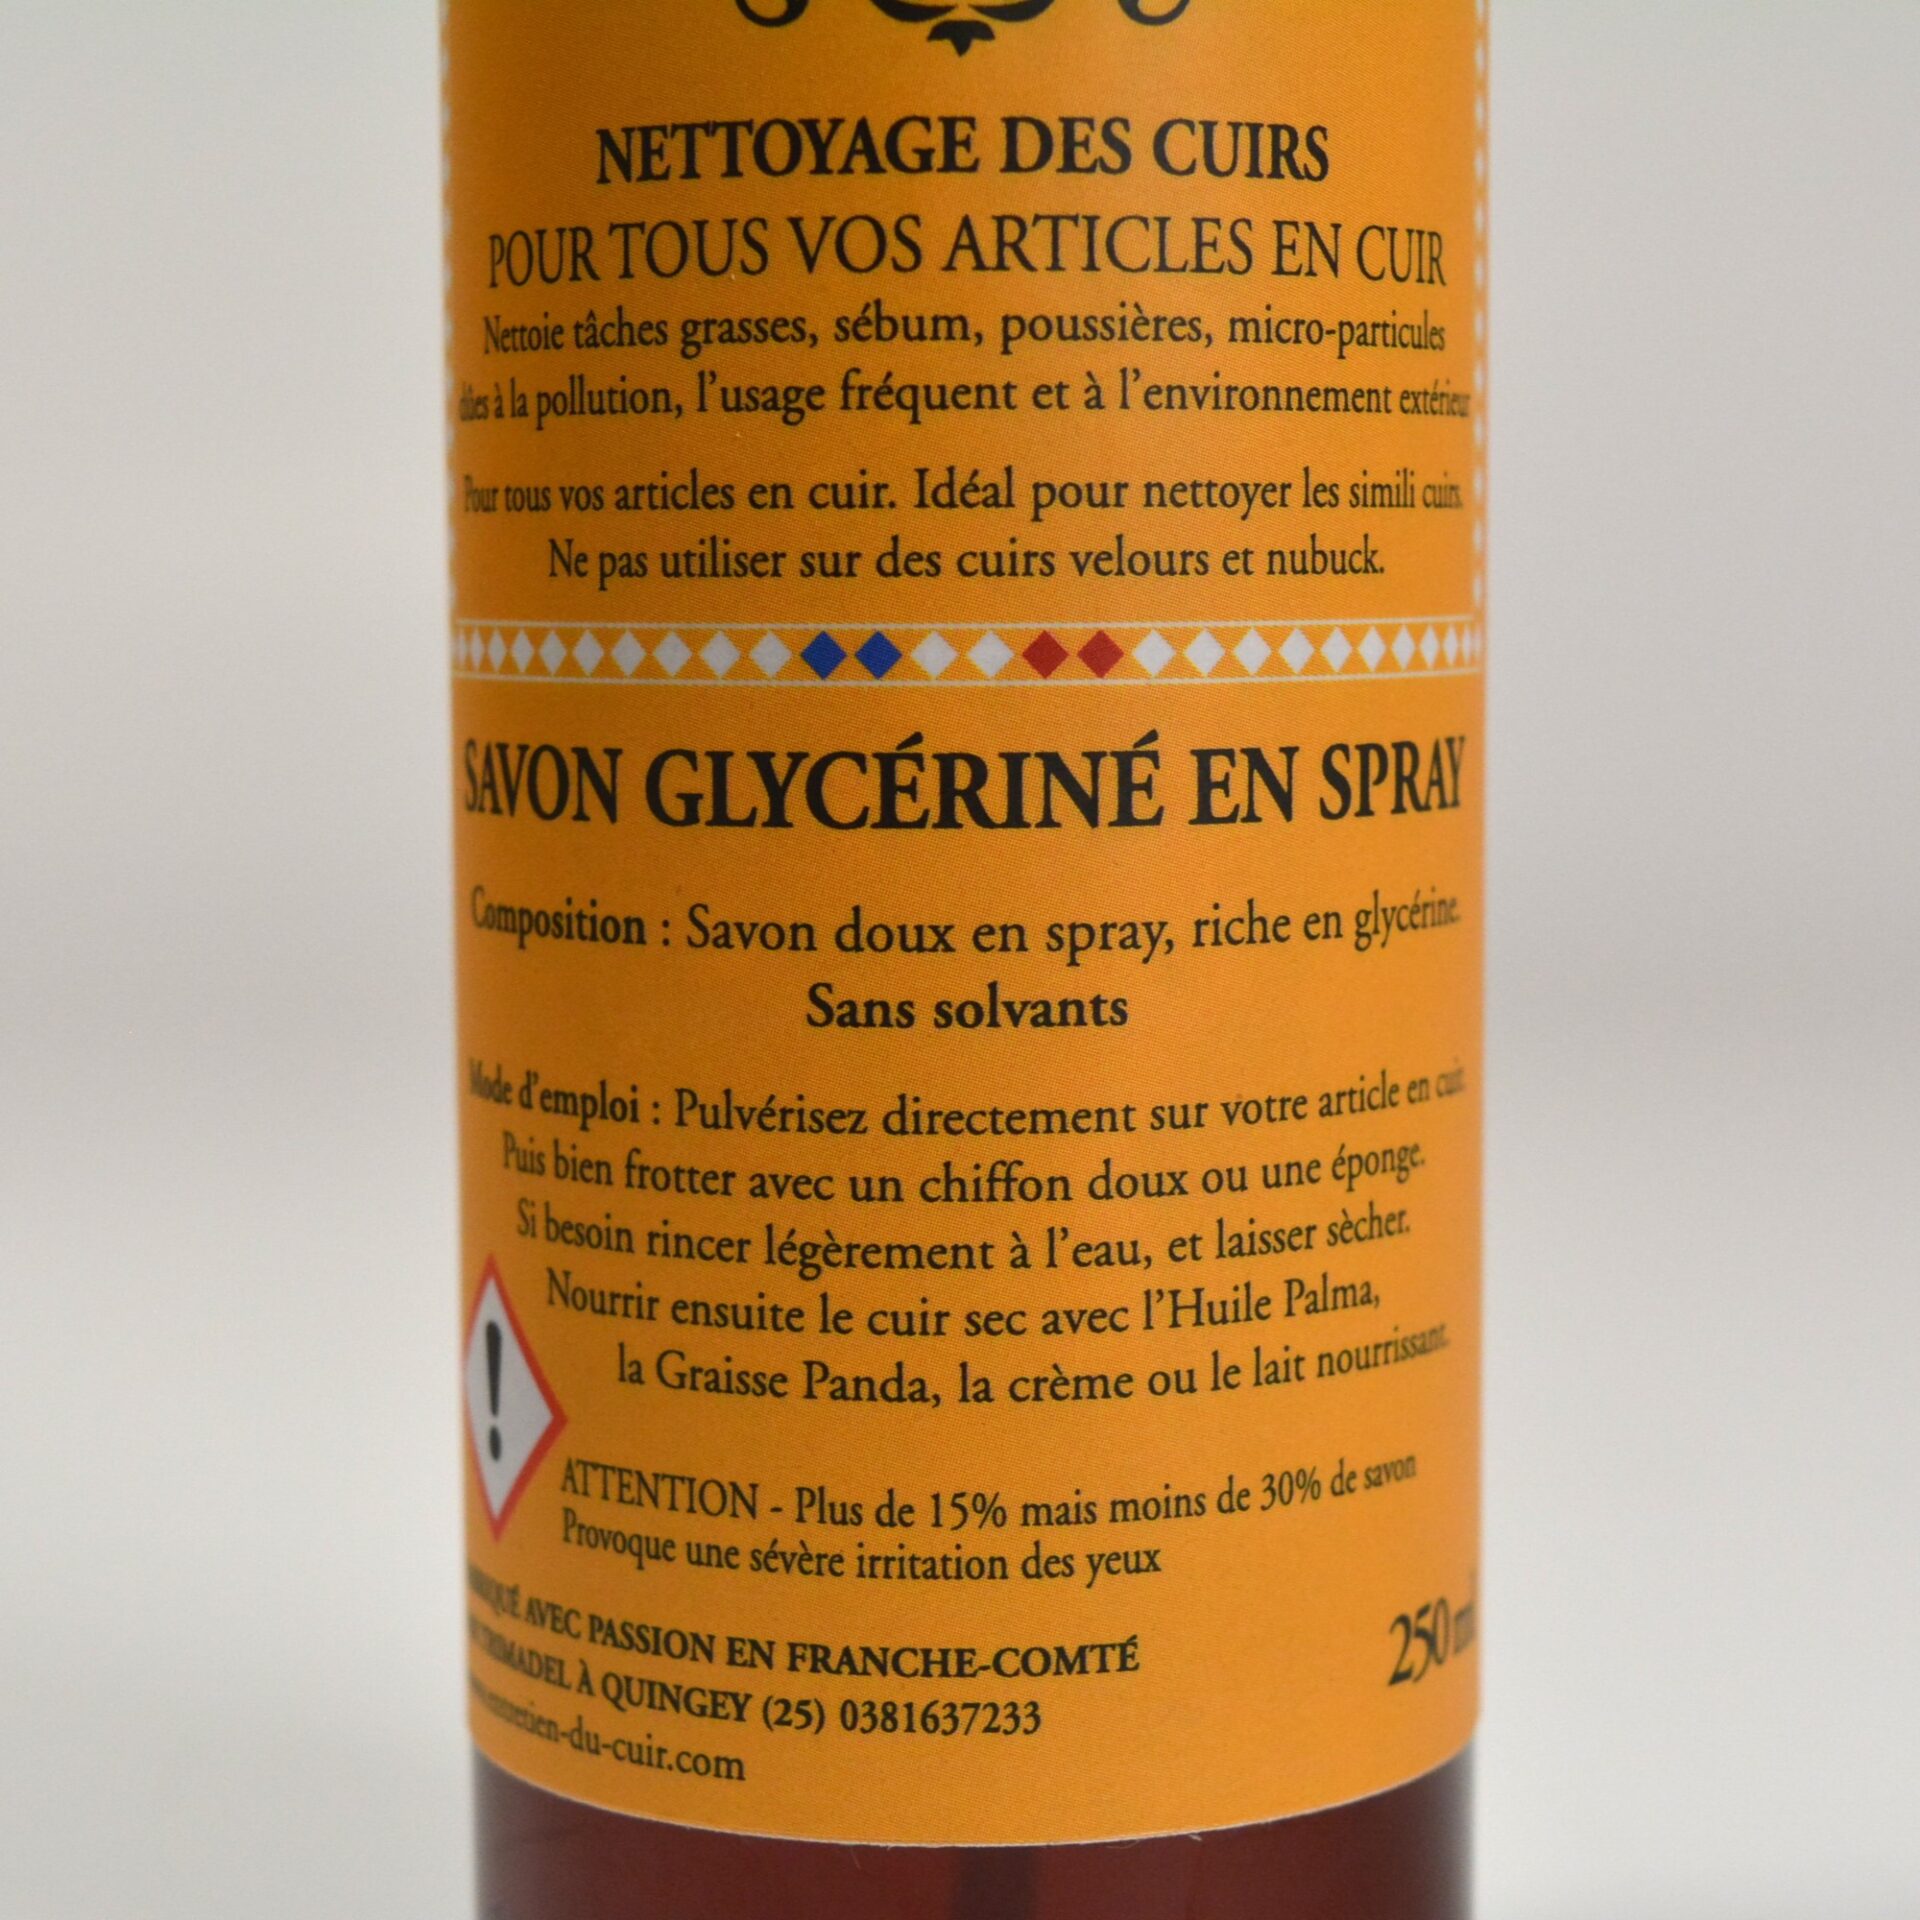 NETTOYAGE DES CUIRS
POUR TOUS VOS ARTICLES EN CUIR
Nettoie tâches grasses, sébum, poussières, micro-particules
dûes à la pollution, l'usage fréquent et à l'environnement extérieur
Pour tous vos articles en cuir. Idéal pour nettoyer les simili cuirs.
Ne pas utiliser sur des cuirs velours et nubuck.
SAVON GLYCÉRINÉ EN SPRAY
Composition : Savon doux en spray, riche en glycérine.
Sans solvants
Mode d'emploi : Pulvérisez directement sur votre article en cuir.
Puis bien frotter avec un chiffon doux ou une éponge.
Si besoin rincer légèrement à l'eau, et laisser sècher.
Nourrir ensuite le cuir sec avec l'Huile Palma,
la Graisse Panda, la crème ou le lait nourrissant.
!
ATTENTION - Plus de 15% mais moins de 30% de savon
Provoque une sévère irritation des yeux
AVEC PASSION EN FRANCHE-COMTÉ
À QUINGEY (25) 0381637233
250 ml